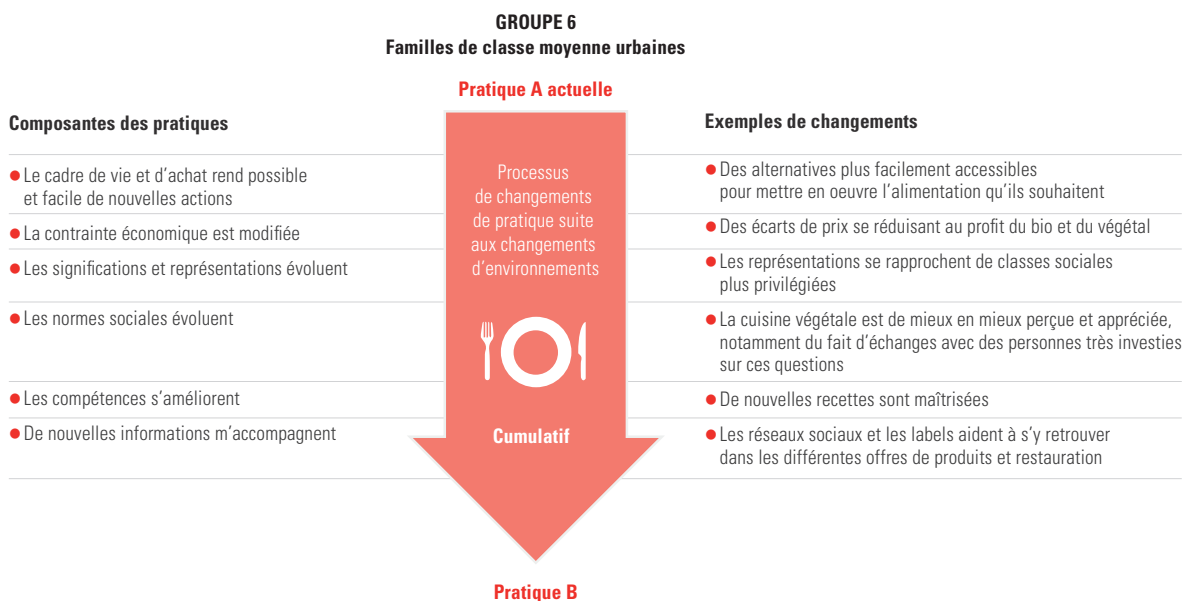 GROUPE 6
Familles de classe moyenne urbaines
Pratique A actuelle
Composantes des pratiques
● Le cadre de vie et d’achat rend possible
et facile de nouvelles actions
● La contrainte économique est modifiée
● Les significations et représentations évoluent
● Les normes sociales évoluent
● Les compétences s’améliorent
● De nouvelles informations m’accompagnent
Processus
de changements
de pratique suite
aux changements
d’environnements
Cumulatif
Exemples de changements
● Des alternatives plus facilement accessibles
pour mettre en oeuvre l’alimentation qu’ils souhaitent
● Des écarts de prix se réduisant au profit du bio et du végétal
● Les représentations se rapprochent de classes sociales
plus privilégiées
● La cuisine végétale est de mieux en mieux perçue et appréciée,
notamment du fait d’échanges avec des personnes très investies
sur ces questions
● De nouvelles recettes sont maîtrisées
● Les réseaux sociaux et les labels aident à s’y retrouver
dans les différentes offres de produits et restauration
Pratique B